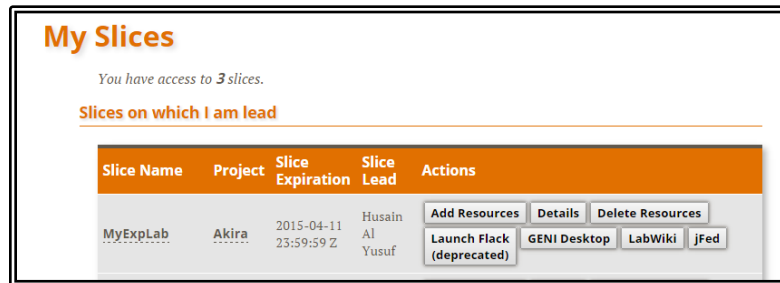 My Slices
You have access to 3 slices.
Slices on which I am lead
Slice Name Project Slice Expiration Slice Lead Actions
MyExpLab Akira 2015-04-11 23:59:59 Z Husain Al Yusuf Add Resources Details Delete Resources
Launch Flack (deprecated) GENI Desktop LabWiki jFed